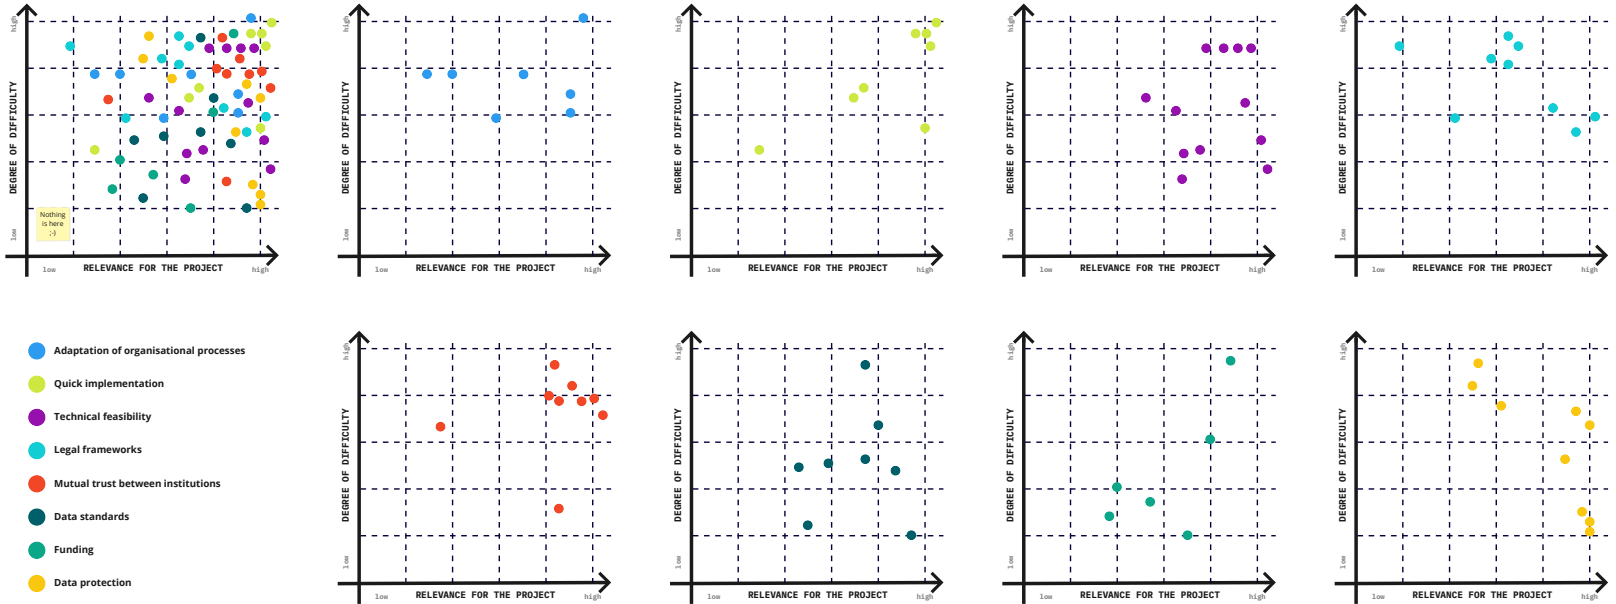 high
DEGREE OF DIFFICULTY
low
Nothing
is here
;-)
low
RELEVANCE FOR THE PROJECT
high
high
DEGREE OF DIFFICULTY
low
low
RELEVANCE FOR THE PROJECT
high
high
DEGREE OF DIFFICULTY
low
low
RELEVANCE FOR THE PROJECT
high
high
DEGREE OF DIFFICULTY
low
low
RELEVANCE FOR THE PROJECT
high
high
DEGREE OF DIFFICULTY
low
low
RELEVANCE FOR THE PROJECT
high
Adaptation of organisational processes
Quick implementation
Technical feasibility
Legal frameworks
Mutual trust between institutions
Data standards
Funding
Data protection
high
DEGREE OF DIFFICULTY
low
low
RELEVANCE FOR THE PROJECT
high
high
DEGREE OF DIFFICULTY
low
low
RELEVANCE FOR THE PROJECT
high
high
DEGREE OF DIFFICULTY
low
low
RELEVANCE FOR THE PROJECT
high
high
DEGREE OF DIFFICULTY
low
low
RELEVANCE FOR THE PROJECT
high